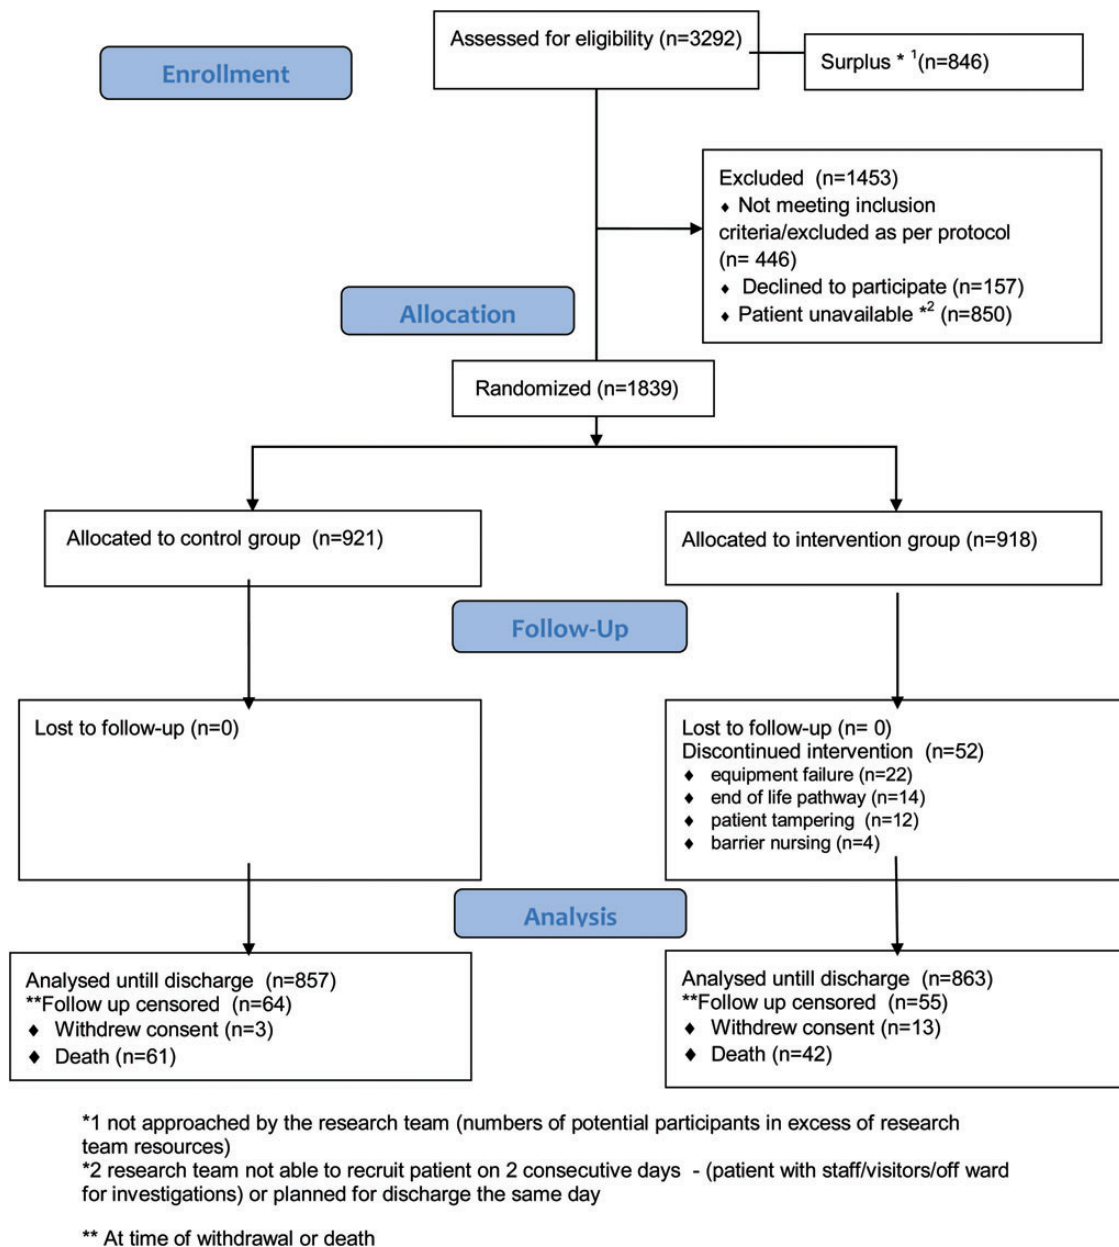 Assessed for eligibility (n=3292)
Surplus * ¹(n=846)
Enrollment
Excluded (n=1453)
♦ Not meeting inclusion
criteria/excluded as per protocol
(n= 446)
♦ Declined to participate (n=157)
♦ Patient unavailable *² (n=850)
Allocation
Randomized (n=1839)
Allocated to control group (n=921)
Allocated to intervention group (n=918)
Follow-Up
Lost to follow-up (n=0)
Lost to follow-up (n= 0)
Discontinued intervention (n=52)
♦ equipment failure (n=22)
♦ end of life pathway (n=14)
♦ patient tampering (n=12)
♦ barrier nursing (n=4)
Analysis
Analysed untill discharge (n=857)
**Follow up censored (n=64)
♦ Withdrew consent (n=3)
♦ Death (n=61)
Analysed untill discharge (n=863)
**Follow up censored (n=55)
♦ Withdrew consent (n=13)
♦ Death (n=42)
*1 not approached by the research team (numbers of potential participants in excess of research
team resources)
*2 research team not able to recruit patient on 2 consecutive days - (patient with staff/visitors/off ward
for investigations) or planned for discharge the same day
** At time of withdrawal or death